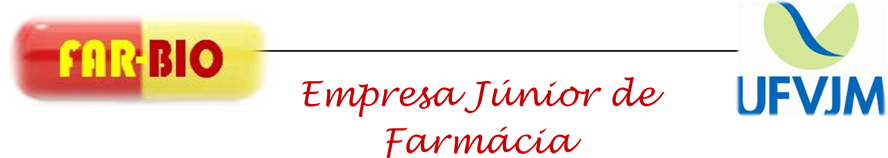 FAR-BIO
Empresa Júnior de
Farmácia
UFVJM